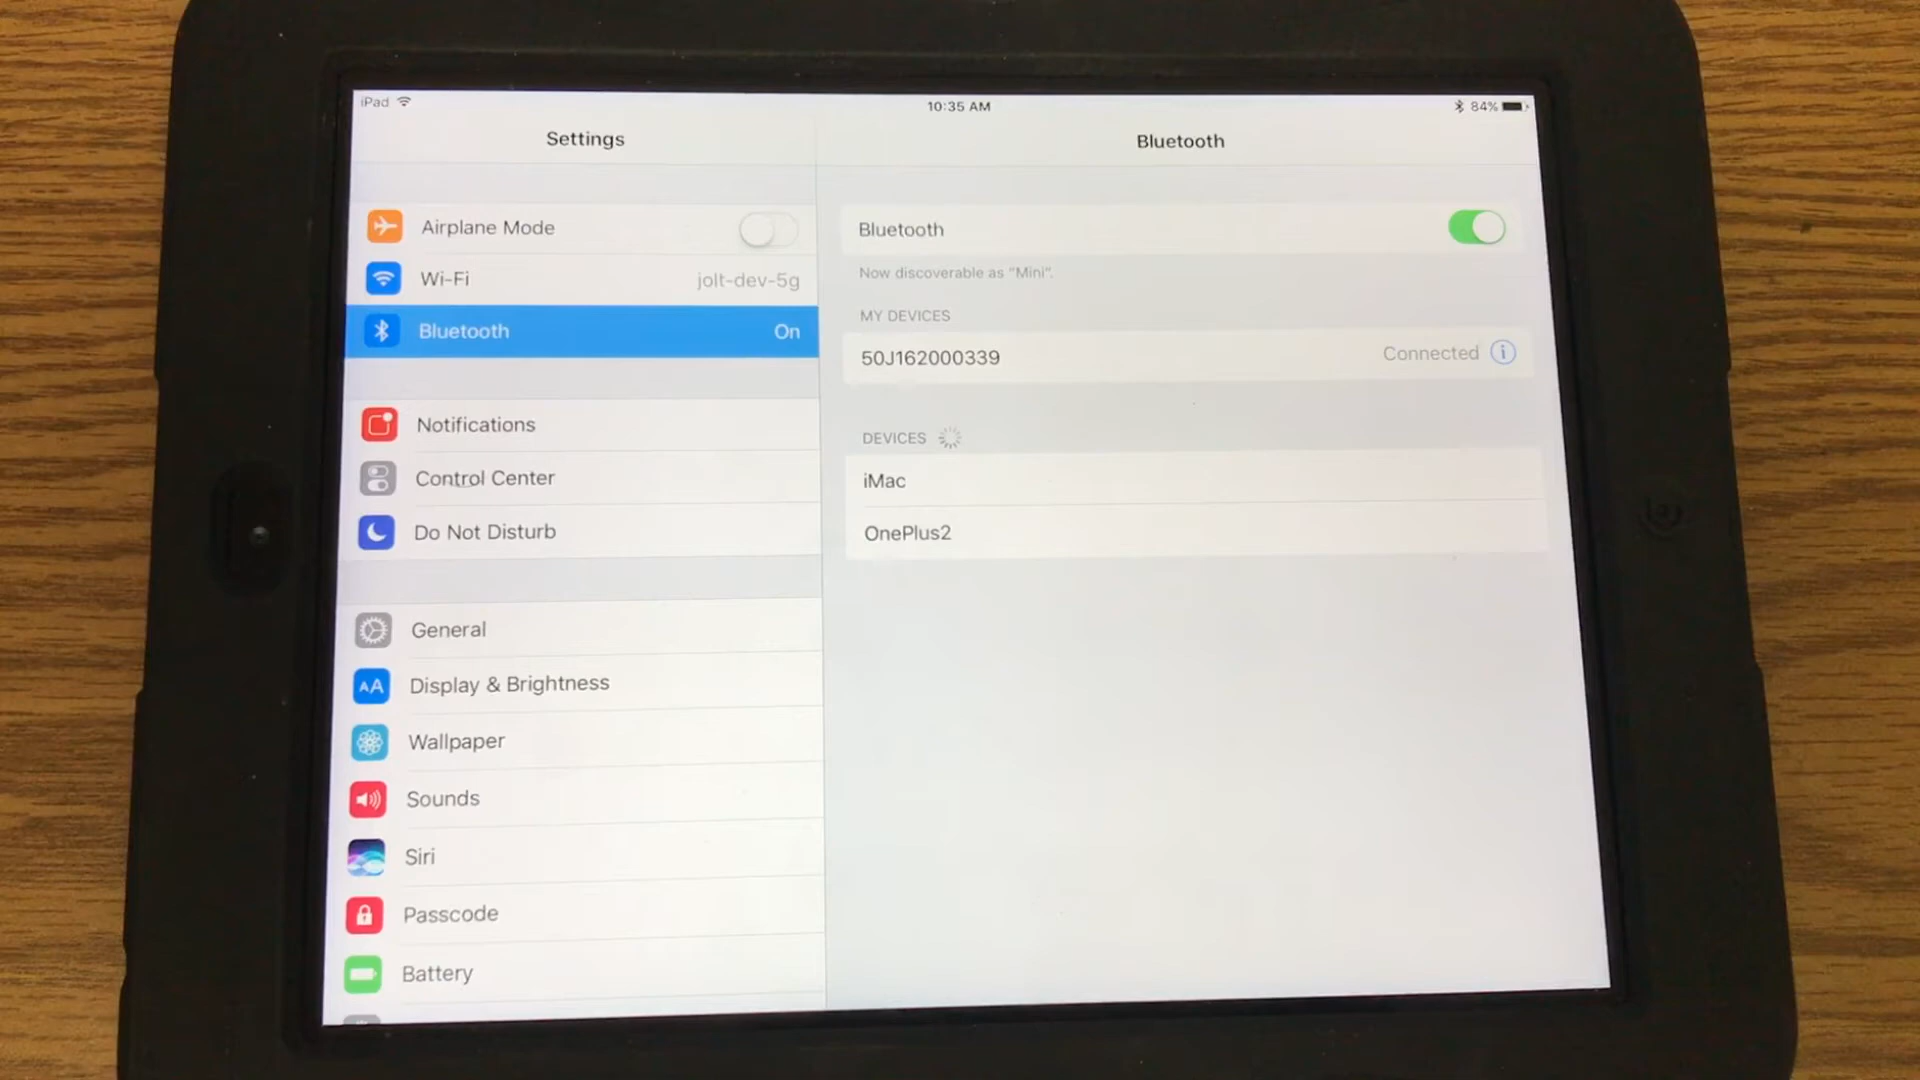 iPad
10:35 AM
84%
Settings
Bluetooth
Airplane Mode
Wi-Fi jolt-dev-5g
Bluetooth On
Notifications
Control Center
Do Not Disturb
General
AA Display & Brightness
Wallpaper
Sounds
Siri
Passcode
Battery
Bluetooth
Now discoverable as “Mini”.
MY DEVICES
50J162000339 Connected i
DEVICES
iMac
OnePlus2